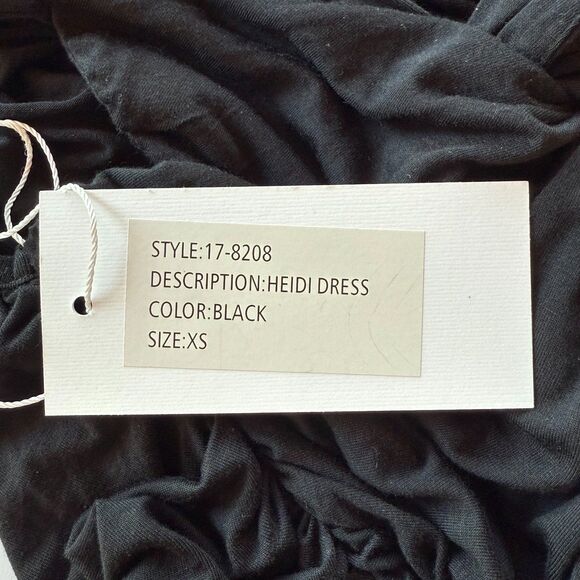 STYLE:17-8208
DESCRIPTION:HEIDI DRESS
COLOR:BLACK
SIZE:XS